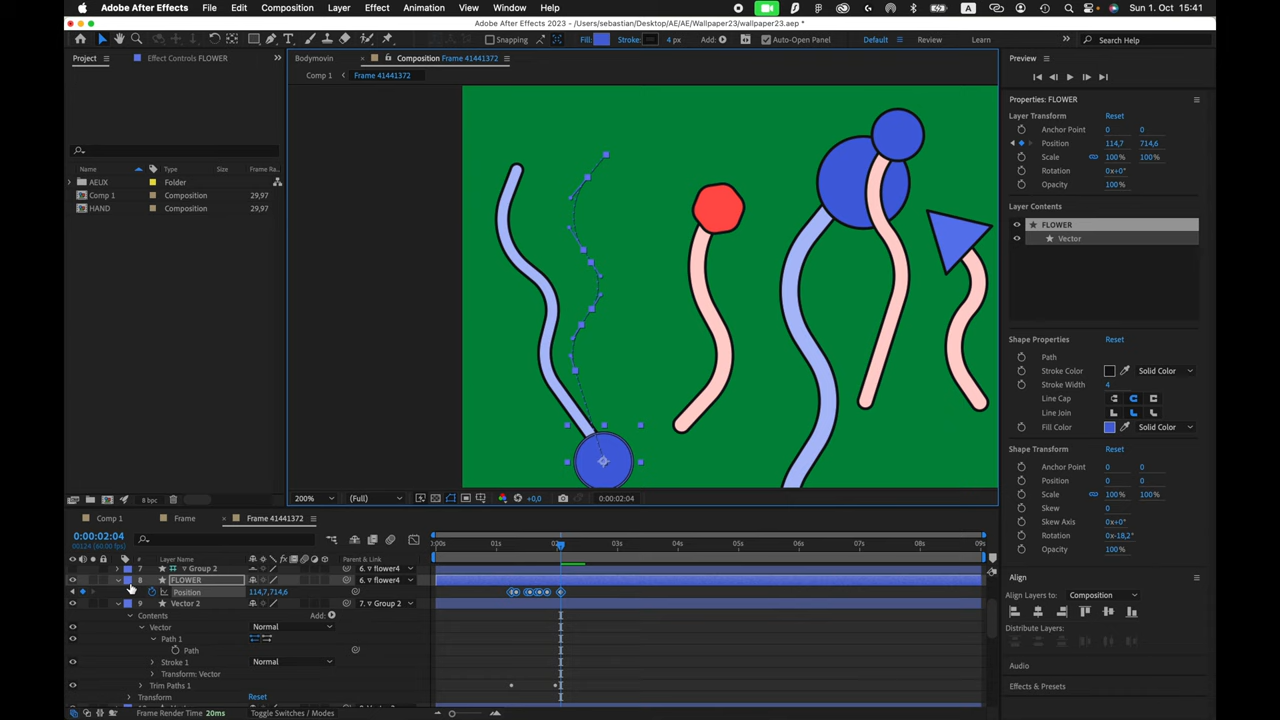 Adobe After Effects File Edit Composition Layer Effect Animation View Window Help A Sun 1. Oct 15:41
Adobe After Effects 2023 - /Users/sebastian/Desktop/AE/AE/Wallpaper23/wallpaper23.aep *
Snapping Fill: Stroke: 4 px Add: Auto-Open Panel Default Review Learn Search Help
Project Effect Controls FLOWER
Bodymovin Composition Frame 41441372
Comp 1 Frame 41441372
Name Type Size Frame Ra..
AEUX Folder
Comp 1 Composition 29,97
HAND Composition 29,97
Preview
Properties: FLOWER
Layer Transform Reset
Anchor Point 0 0
Position 114,7 714,6
Scale 100% 100%
Rotation 0x+0°
Opacity 100%
Layer Contents
FLOWER
Vector
Shape Properties Reset
Path
Stroke Color Solid Color
Stroke Width 4
Line Cap
Line Join
Fill Color Solid Color
Shape Transform Reset
Anchor Point 0 0
Position 0 0
Scale 100% 100%
Skew 0
Skew Axis 0x+0°
Rotation 0x-18,2°
Opacity 100%
Align
Align Layers to: Composition
Distribute Layers:
Audio
Effects & Presets
8 bpc
200% (Full) +0,0 0:00:02:04
Comp 1 Frame Frame 41441372
0:00:02:04
00124 (60.00 fps)
# Layer Name Parent & Link
:00s 01s 02s 03s 04s 05s 06s 07s 08s 09s
7 Group 2 6. flower4
8 FLOWER 6. flower4
Position 114,7,714,6
9 Vector 2 7. Group 2
Contents Add:
Vector Normal
Path 1
Path
Stroke 1 Normal
Transform: Vector
Trim Paths 1
Transform Reset
Frame Render Time 20ms Toggle Switches / Modes